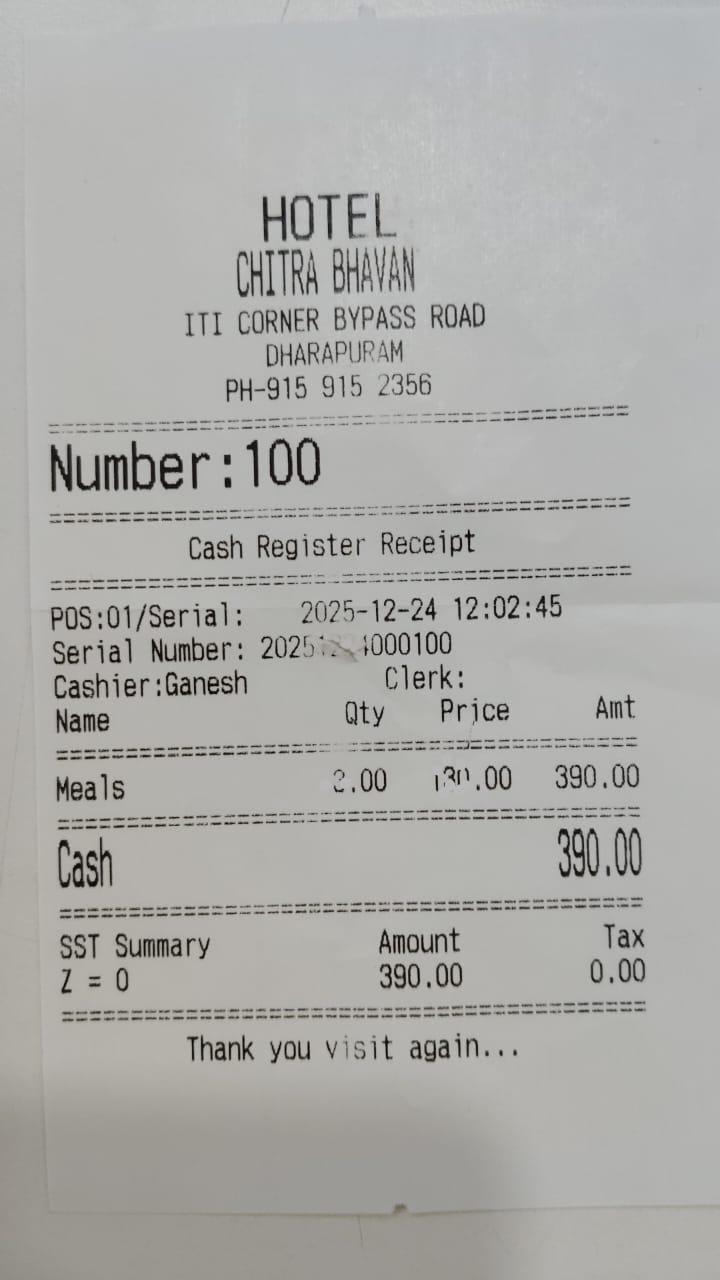 HOTEL
CHITRA BHAVAN
ITI CORNER BYPASS ROAD
DHARAPURAM
PH-915 915 2356
Number:100
Cash Register Receipt
POS:01/Serial: 2025-12-24 12:02:45
Serial Number:
Cashier:Ganesh Clerk:
Name Qty Price Amt
Meals 390.00
Cash 390.00
SST Summary Amount Tax
Z = 0 390.00 0.00
Thank you visit again...